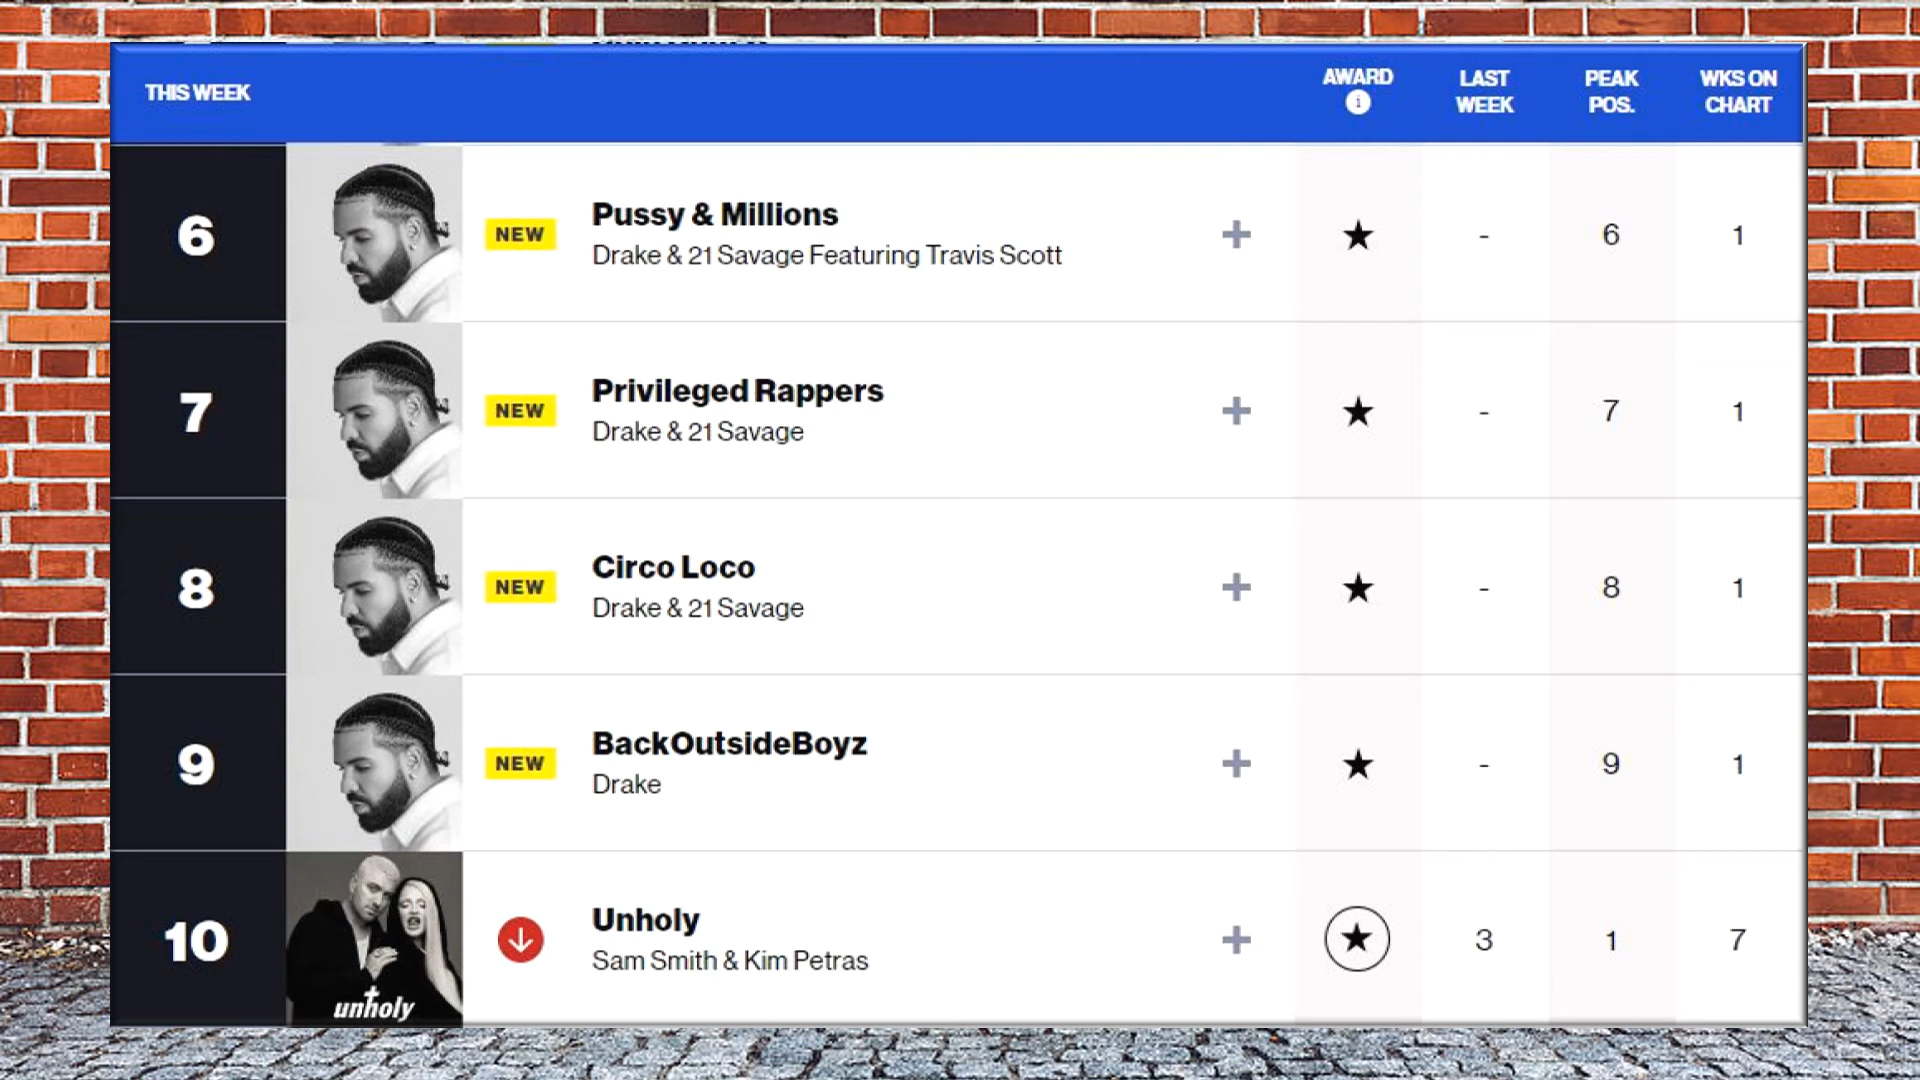 THIS WEEK
AWARD
i
LAST
WEEK
PEAK
POS.
WKS ON
CHART
6
NEW
Pussy & Millions
Drake & 21 Savage Featuring Travis Scott
+
★
-
6
1
7
NEW
Privileged Rappers
Drake & 21 Savage
+
★
-
7
1
8
NEW
Circo Loco
Drake & 21 Savage
+
★
-
8
1
9
NEW
BackOutsideBoyz
Drake
+
★
-
9
1
10
unholy
Unholy
Sam Smith & Kim Petras
+
★
3
1
7